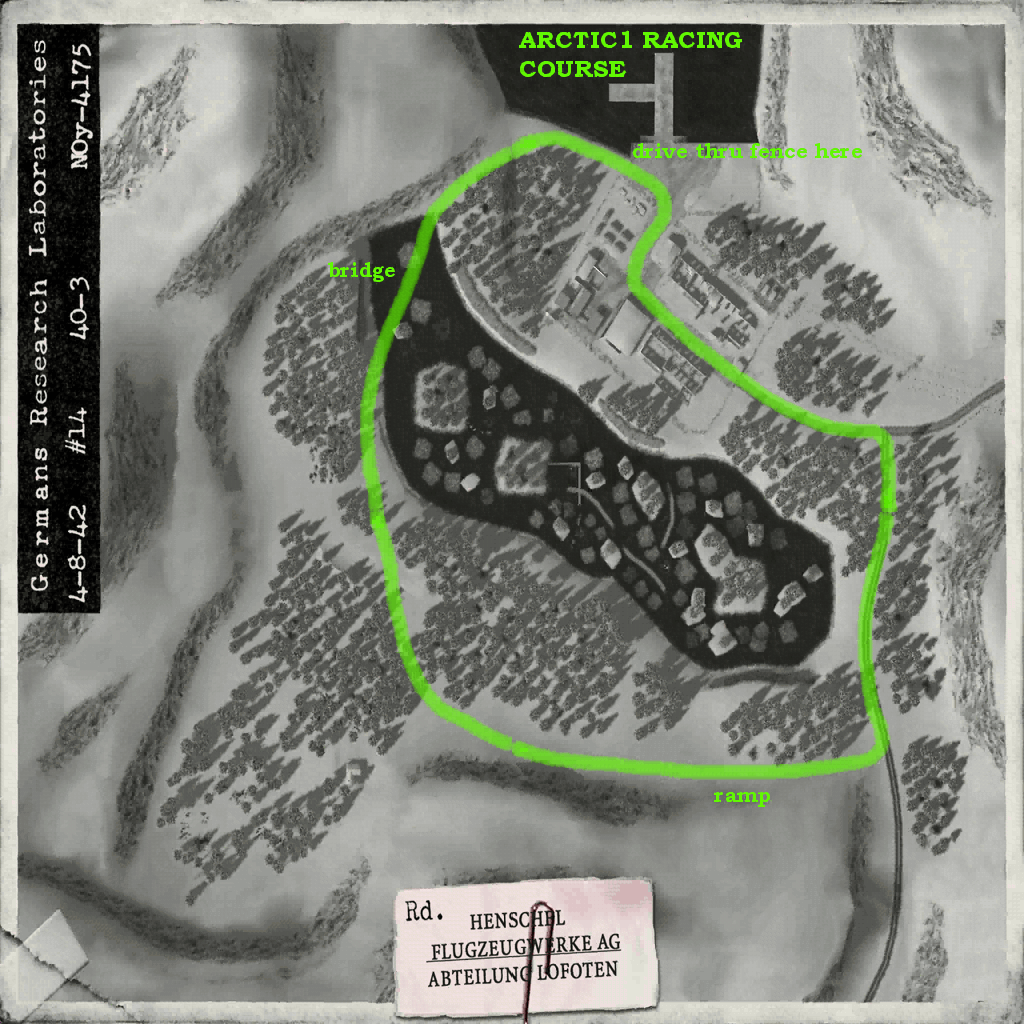 Germans Research Laboratories
4-8-42 #14 40-3 NOy-4175
ARCTIC1 RACING
COURSE
drive thru fence here
bridge
ramp
Rd.
HENSCHEL
FLUGZEUGWERKE AG
ABTEILUNG LOFOTEN